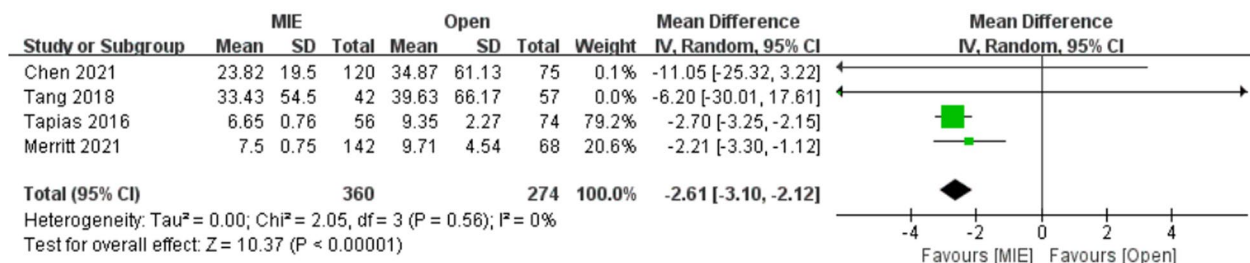 MIE Open Mean Difference Mean Difference
Study or Subgroup Mean SD Total Mean SD Total Weight IV, Random, 95% CI IV, Random, 95% CI
Chen 2021 23.82 19.5 120 34.87 61.13 75 0.1% -11.05 [-25.32, 3.22]
Tang 2018 33.43 54.5 42 39.63 66.17 57 0.0% -6.20 [-30.01, 17.61]
Tapias 2016 6.65 0.76 56 9.35 2.27 74 79.2% -2.70 [-3.25, -2.15]
Merritt 2021 7.5 0.75 142 9.71 4.54 68 20.6% -2.21 [-3.30, -1.12]
Total (95% CI) 360 274 100.0% -2.61 [-3.10, -2.12]
Heterogeneity: Tau² = 0.00; Chi² = 2.05, df = 3 (P = 0.56); I² = 0%
Test for overall effect: Z = 10.37 (P < 0.00001)
-4 -2 0 2 4
Favours [MIE] Favours [Open]